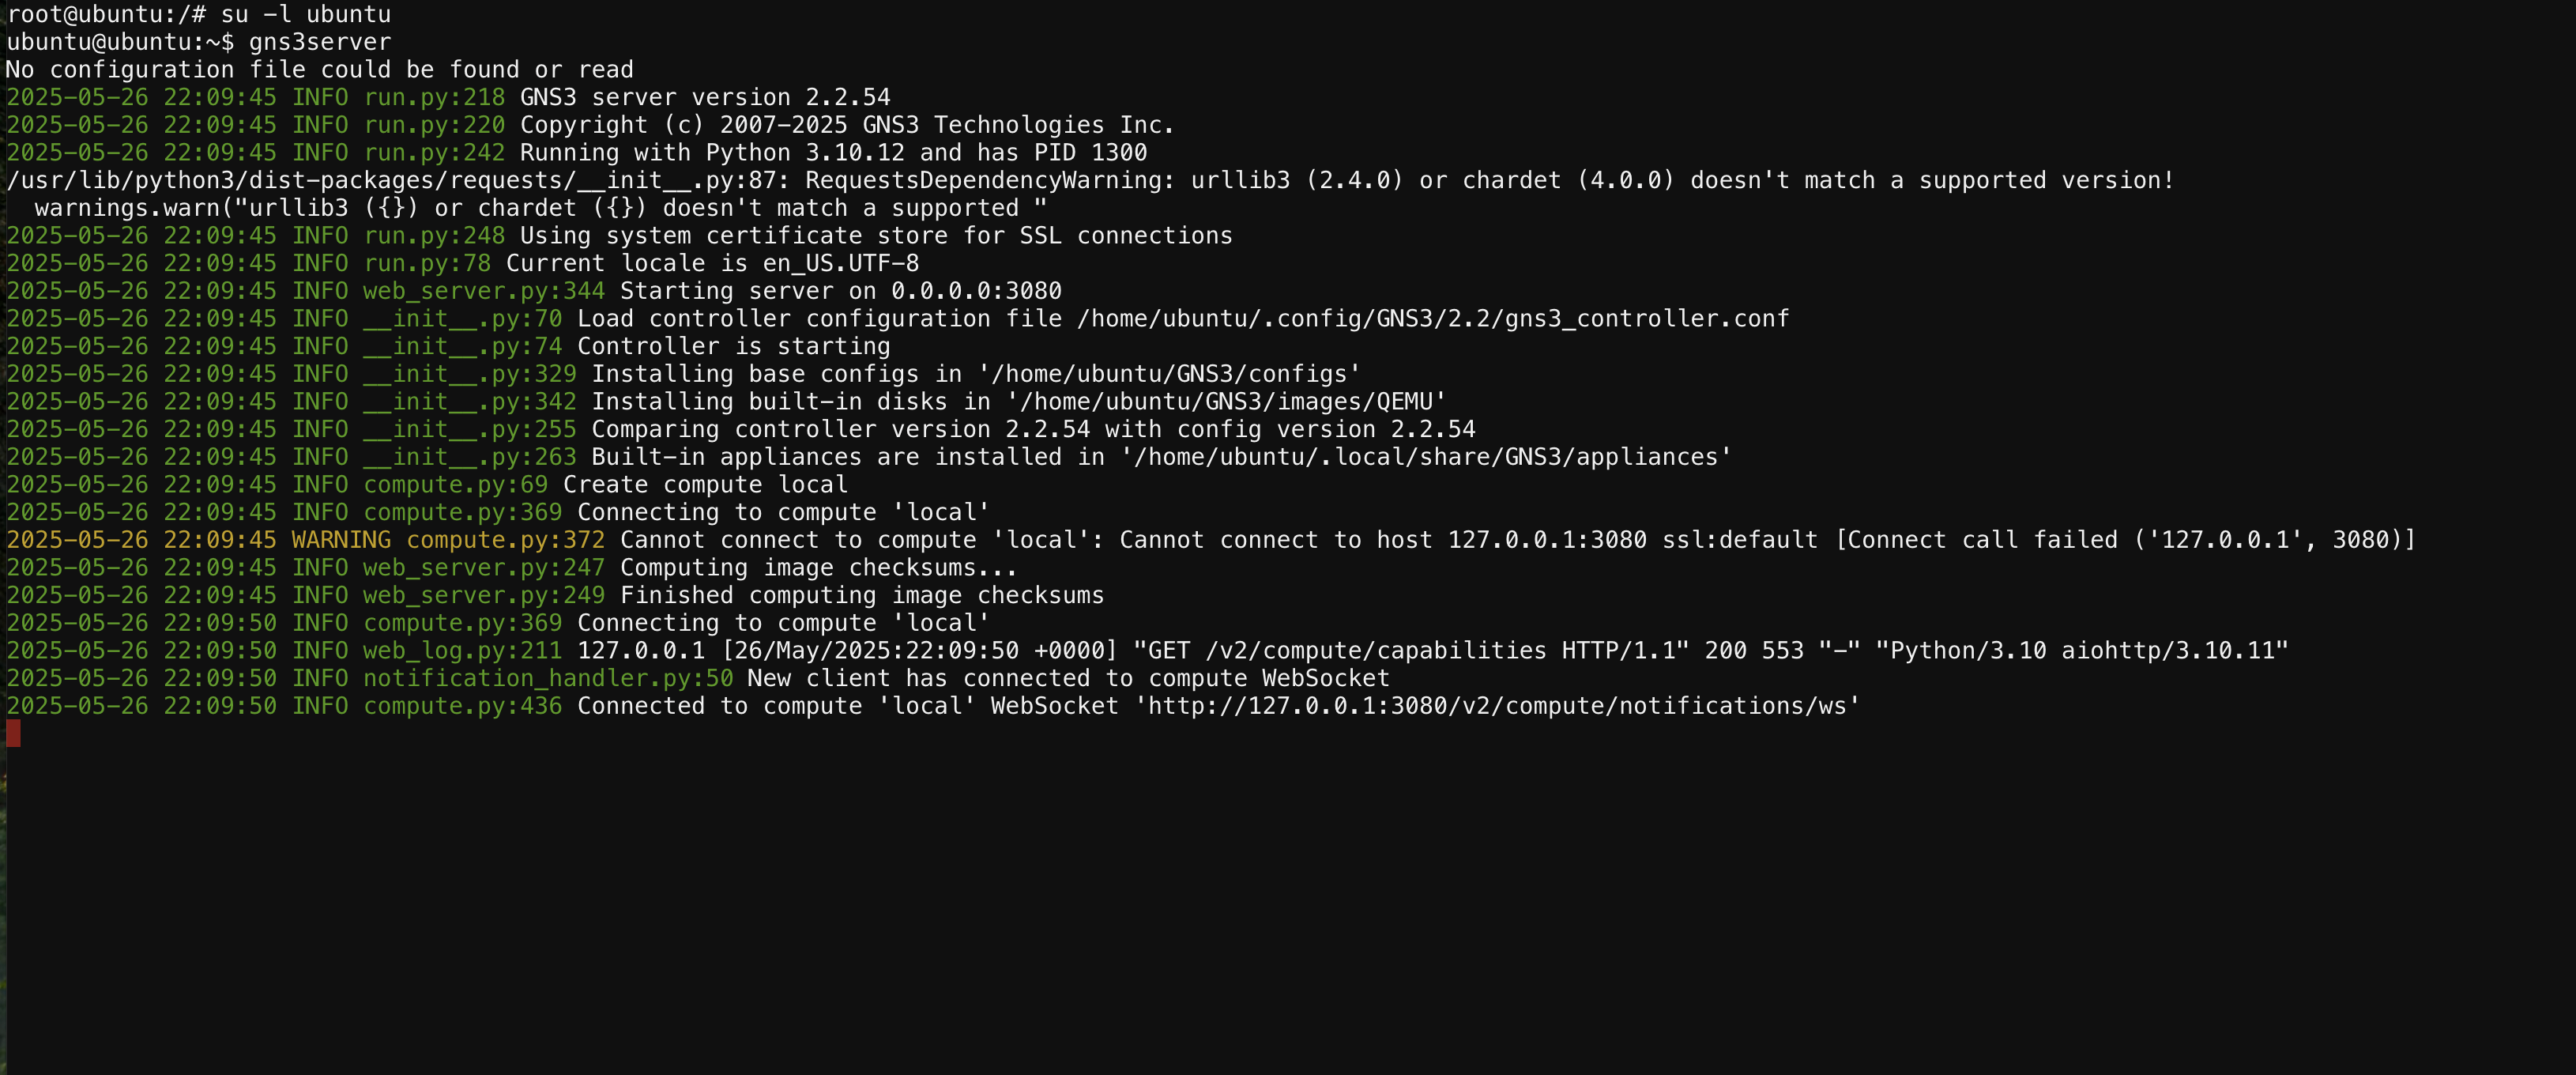 root@ubuntu:/# su -l ubuntu
ubuntu@ubuntu:~$ gns3server
No configuration file could be found or read
2025-05-26 22:09:45 INFO run.py:218 GNS3 server version 2.2.54
2025-05-26 22:09:45 INFO run.py:220 Copyright (c) 2007-2025 GNS3 Technologies Inc.
2025-05-26 22:09:45 INFO run.py:242 Running with Python 3.10.12 and has PID 1300
/usr/lib/python3/dist-packages/requests/__init__.py:87: RequestsDependencyWarning: urllib3 (2.4.0) or chardet (4.0.0) doesn't match a supported version!
  warnings.warn("urllib3 ({}) or chardet ({}) doesn't match a supported "
2025-05-26 22:09:45 INFO run.py:248 Using system certificate store for SSL connections
2025-05-26 22:09:45 INFO run.py:78 Current locale is en_US.UTF-8
2025-05-26 22:09:45 INFO web_server.py:344 Starting server on 0.0.0.0:3080
2025-05-26 22:09:45 INFO __init__.py:70 Load controller configuration file /home/ubuntu/.config/GNS3/2.2/gns3_controller.conf
2025-05-26 22:09:45 INFO __init__.py:74 Controller is starting
2025-05-26 22:09:45 INFO __init__.py:329 Installing base configs in '/home/ubuntu/GNS3/configs'
2025-05-26 22:09:45 INFO __init__.py:342 Installing built-in disks in '/home/ubuntu/GNS3/images/QEMU'
2025-05-26 22:09:45 INFO __init__.py:255 Comparing controller version 2.2.54 with config version 2.2.54
2025-05-26 22:09:45 INFO __init__.py:263 Built-in appliances are installed in '/home/ubuntu/.local/share/GNS3/appliances'
2025-05-26 22:09:45 INFO compute.py:69 Create compute local
2025-05-26 22:09:45 INFO compute.py:369 Connecting to compute 'local'
2025-05-26 22:09:45 WARNING compute.py:372 Cannot connect to compute 'local': Cannot connect to host 127.0.0.1:3080 ssl:default [Connect call failed ('127.0.0.1', 3080)]
2025-05-26 22:09:45 INFO web_server.py:247 Computing image checksums...
2025-05-26 22:09:45 INFO web_server.py:249 Finished computing image checksums
2025-05-26 22:09:50 INFO compute.py:369 Connecting to compute 'local'
2025-05-26 22:09:50 INFO web_log.py:211 127.0.0.1 [26/May/2025:22:09:50 +0000] "GET /v2/compute/capabilities HTTP/1.1" 200 553 "-" "Python/3.10 aiohttp/3.10.11"
2025-05-26 22:09:50 INFO notification_handler.py:50 New client has connected to compute WebSocket
2025-05-26 22:09:50 INFO compute.py:436 Connected to compute 'local' WebSocket 'http://127.0.0.1:3080/v2/compute/notifications/ws'